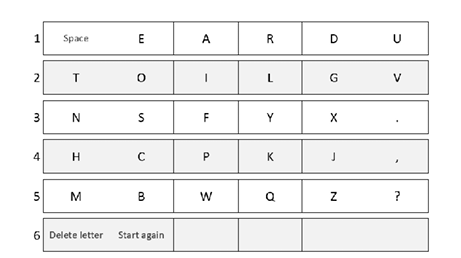 1 Space E A R D U
2 T O I L G V
3 N S F Y X .
4 H C P K J ,
5 M B W Q Z ?
6 Delete letter Start again